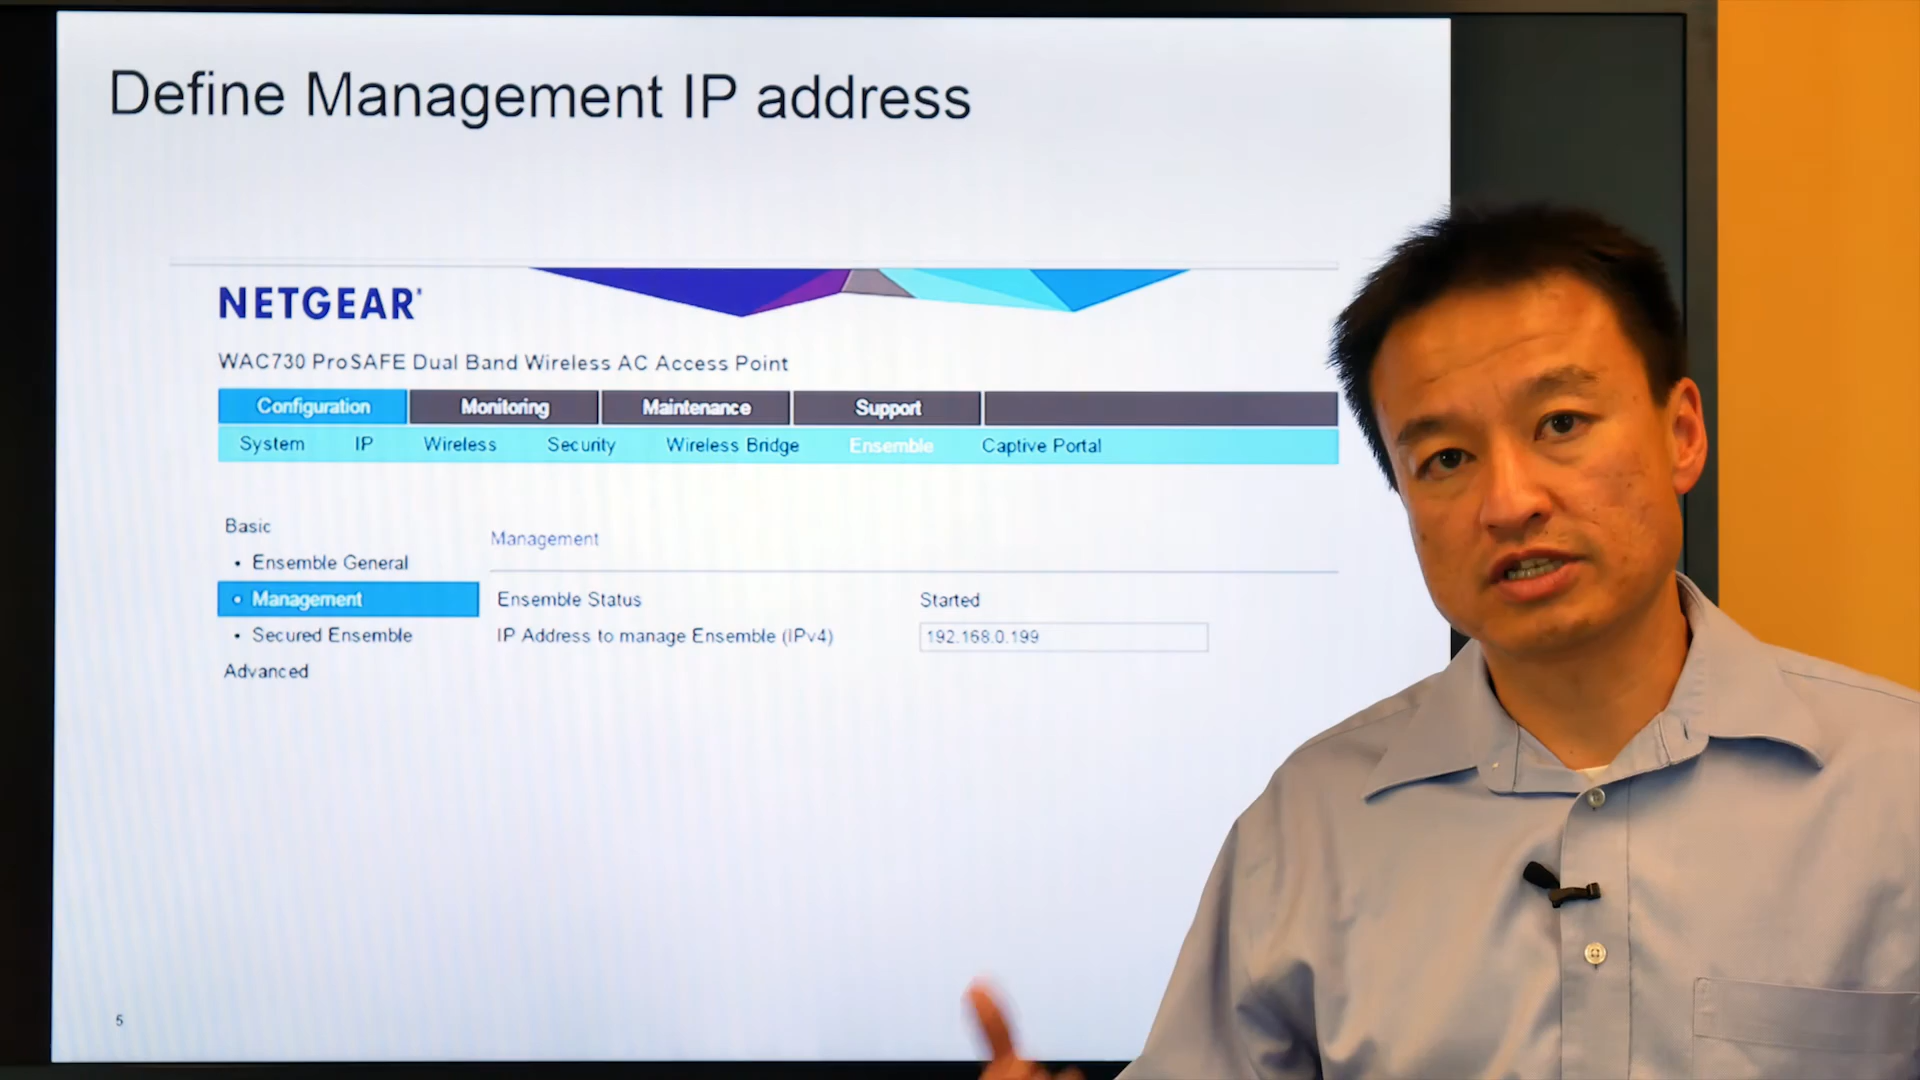 Define Management IP address
NETGEAR
WAC730 ProSAFE Dual Band Wireless AC Access Point
Configuration Monitoring Maintenance Support
System IP Wireless Security Wireless Bridge Ensemble Captive Portal
Basic
Management
• Ensemble General
• Management
Ensemble Status Started
• Secured Ensemble
IP Address to manage Ensemble (IPv4) 192.168.0.199
Advanced
5